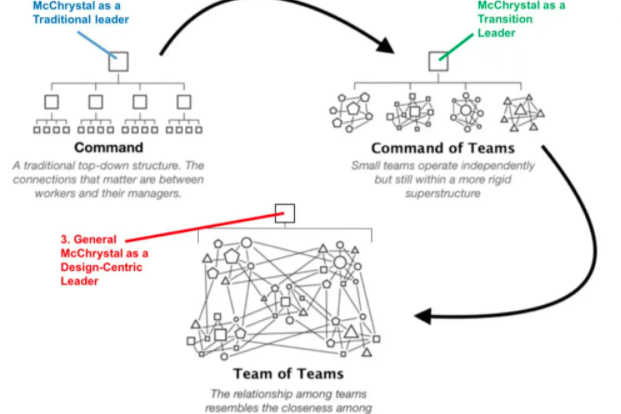 McChrystal as a
Traditional leader
McChrystal as a
Transition
Leader
Command
A traditional top-down structure. The
connections that matter are between
workers and their managers.
Command of Teams
Small teams operate independently
but still within a more rigid
superstructure
3. General
McChrystal as a
Design-Centric
Leader
Team of Teams
The relationship among teams
resembles the closeness among